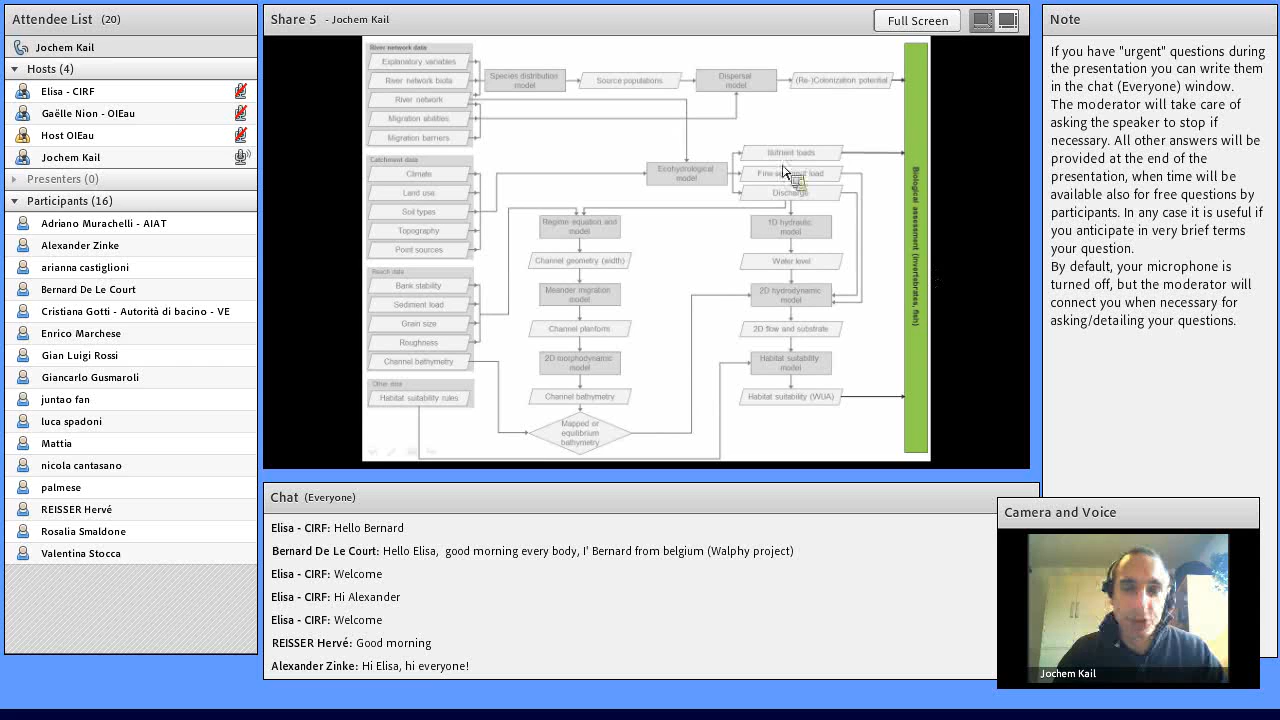 Attendee List (20)
Jochem Kail
Hosts (4)
Elisa - CIRF
Gaëlle Nion - OIEau
Host OIEau
Jochem Kail
Presenters (0)
Participants (16)
Arianna Grachelli - AIAT
Alexander Zinke
arianna castiglioni
Bernard De Le Court
Cristiana Gotti - Autorità di bacino - VE
Enrico Marchese
Gian Luigi Rossi
Giancarlo Gusmaroli
juntao fan
luca spadoni
Mattia
nicola cantasano
palmese
REISSER Hervé
Rosalia Smaldone
Valentina Stocca
Share 5 - Jochem Kail
Full Screen
River network data
Explanatory variables
River network biota
River network
Migration abilities
Migration barriers
Species distribution
model
Source populations
Dispersal
model
(Re-)Colonization potential
Catchment data
Climate
Land use
Soil types
Topography
Point sources
Ecohydrological
model
Nutrient loads
load
Discharge
Reach data
Bank stability
Sediment load
Grain size
Roughness
Channel bathymetry
Other data
Habitat suitability rules
Regime equation and
model
Channel geometry (width)
Meander migration
model
Channel planform
2D morphodynamic
model
Channel bathymetry
Mapped or
equilibrium
bathymetry
1D hydraulic
model
Water level
2D hydrodynamic
model
2D flow and substrate
Habitat suitability
model
Habitat suitability (WUA)
Biological assessment (invertebrates, fish)
Chat (Everyone)
Elisa - CIRF: Hello Bernard
Bernard De Le Court: Hello Elisa, good morning every body, I' Bernard from belgium (Walphy project)
Elisa - CIRF: Welcome
Elisa - CIRF: Hi Alexander
Elisa - CIRF: Welcome
REISSER Hervé: Good morning
Alexander Zinke: Hi Elisa, hi everyone!
Note
If you have "urgent" questions during
the presentation you can write them
in the chat (Everyone) window.
The moderator will take care of
asking the speaker to stop if
necessary. All other answers will be
provided at the end of the
presentation, when time will be
available also for free questions by
participants. In any case it is useful if
you anticipate in very brief terms
your question.
By default, your microphone is
turned off, but the moderator will
connect you when necessary for
asking/detailing your questions.
Camera and Voice
Jochem Kail